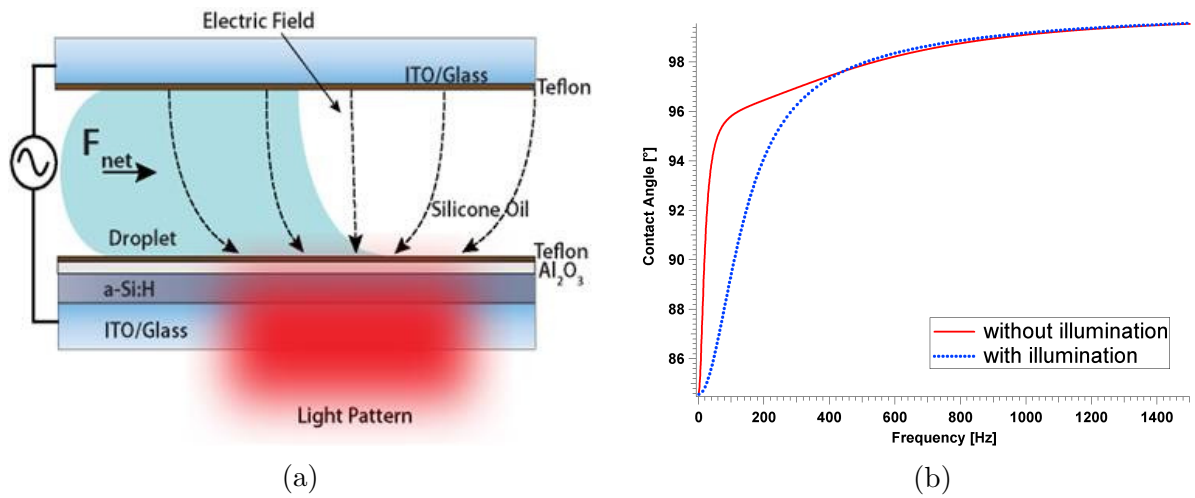 Electric Field
ITO/Glass
Teflon
F net
Silicone Oil
Droplet
Teflon
Al₂O₃
a-Si:H
ITO/Glass
Light Pattern
(a)
98
96
94
92
90
88
86
Contact Angle [°]
without illumination
with illumination
0 200 400 600 800 1000 1200 1400
Frequency [Hz]
(b)